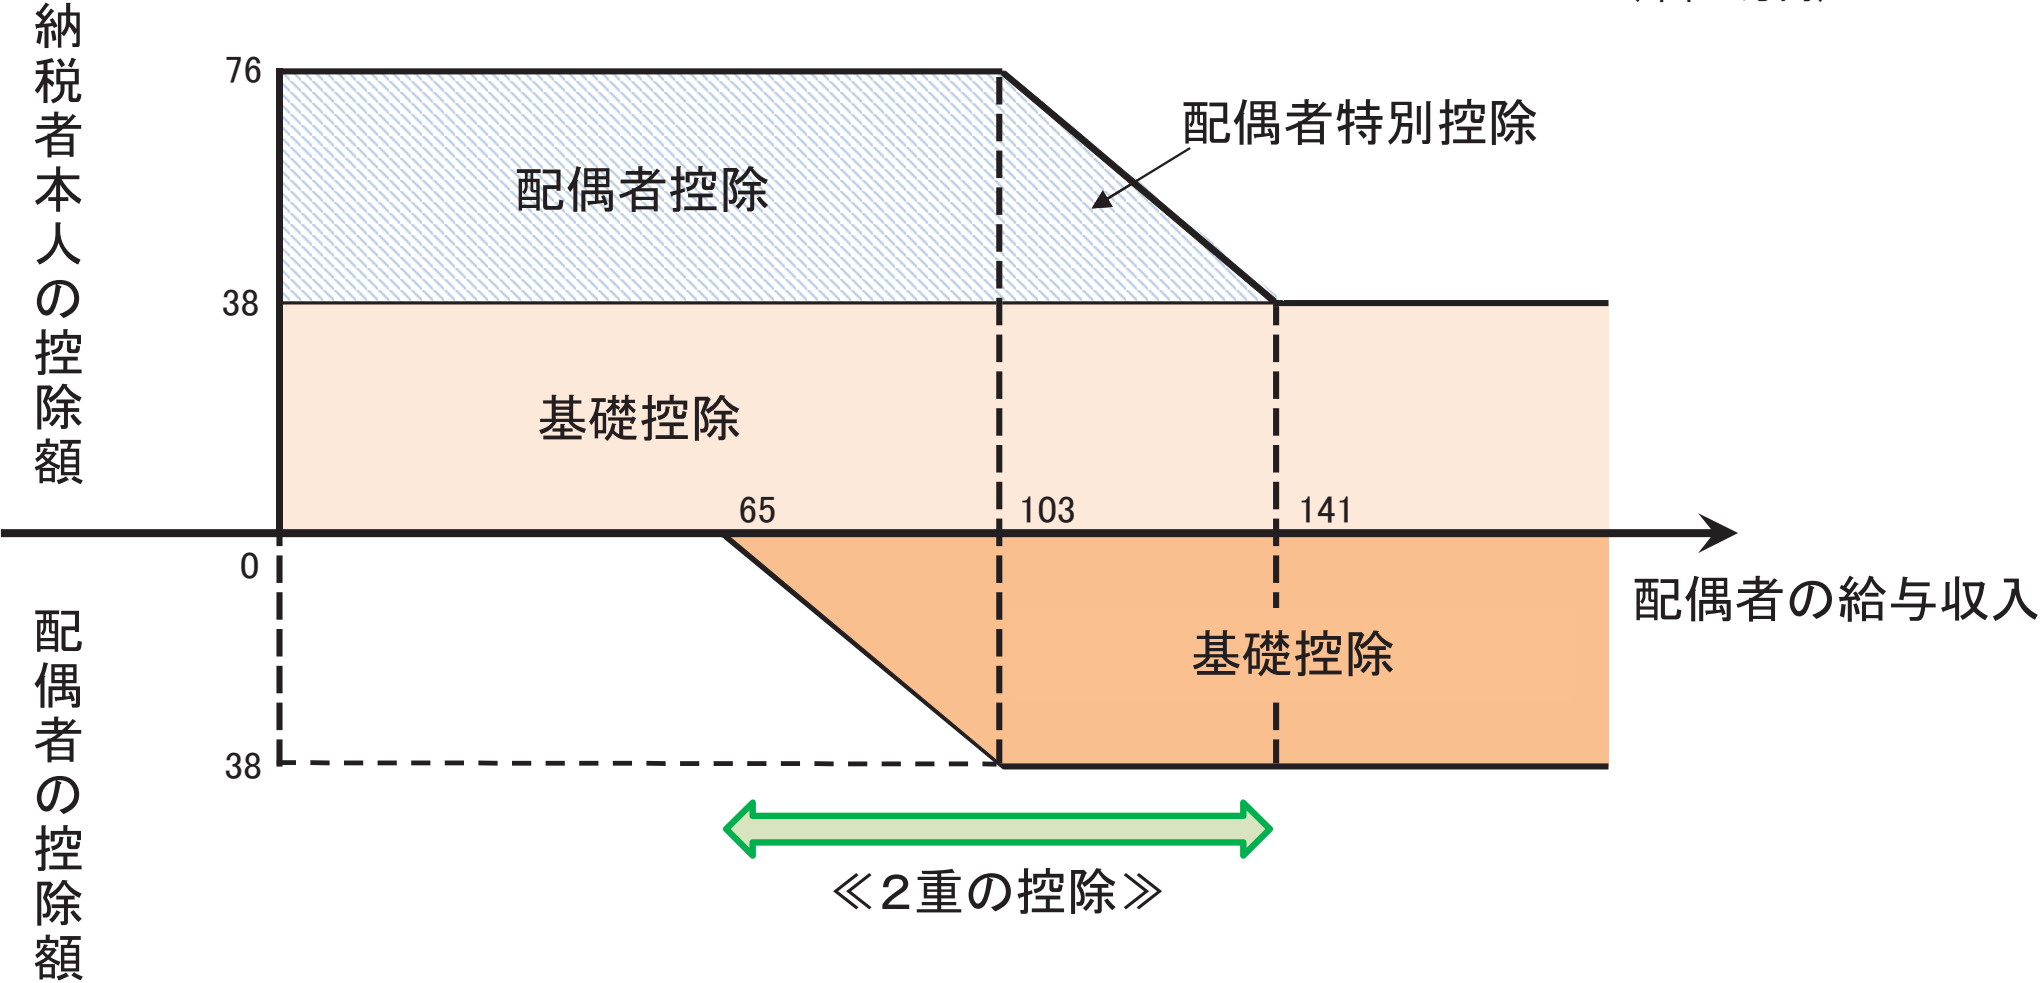 納税者本人の控除額
76
配偶者特別控除
配偶者控除
38
基礎控除
65
103
141
0
配偶者の給与収入
配偶者の控除額
基礎控除
38
≪2重の控除≫